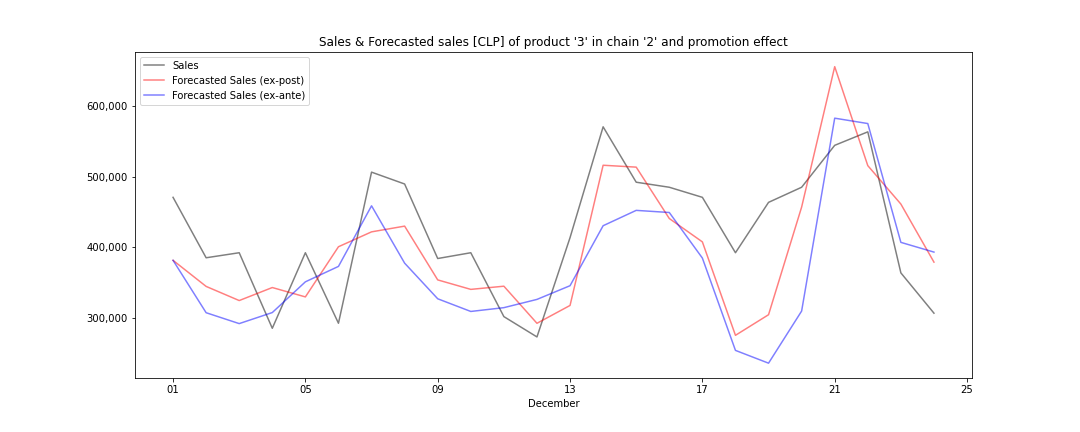 Sales & Forecasted sales [CLP] of product '3' in chain '2' and promotion effect
Sales
Forecasted Sales (ex-post)
Forecasted Sales (ex-ante)
600,000
500,000
400,000
300,000
01 05 09 13 17 21 25
December